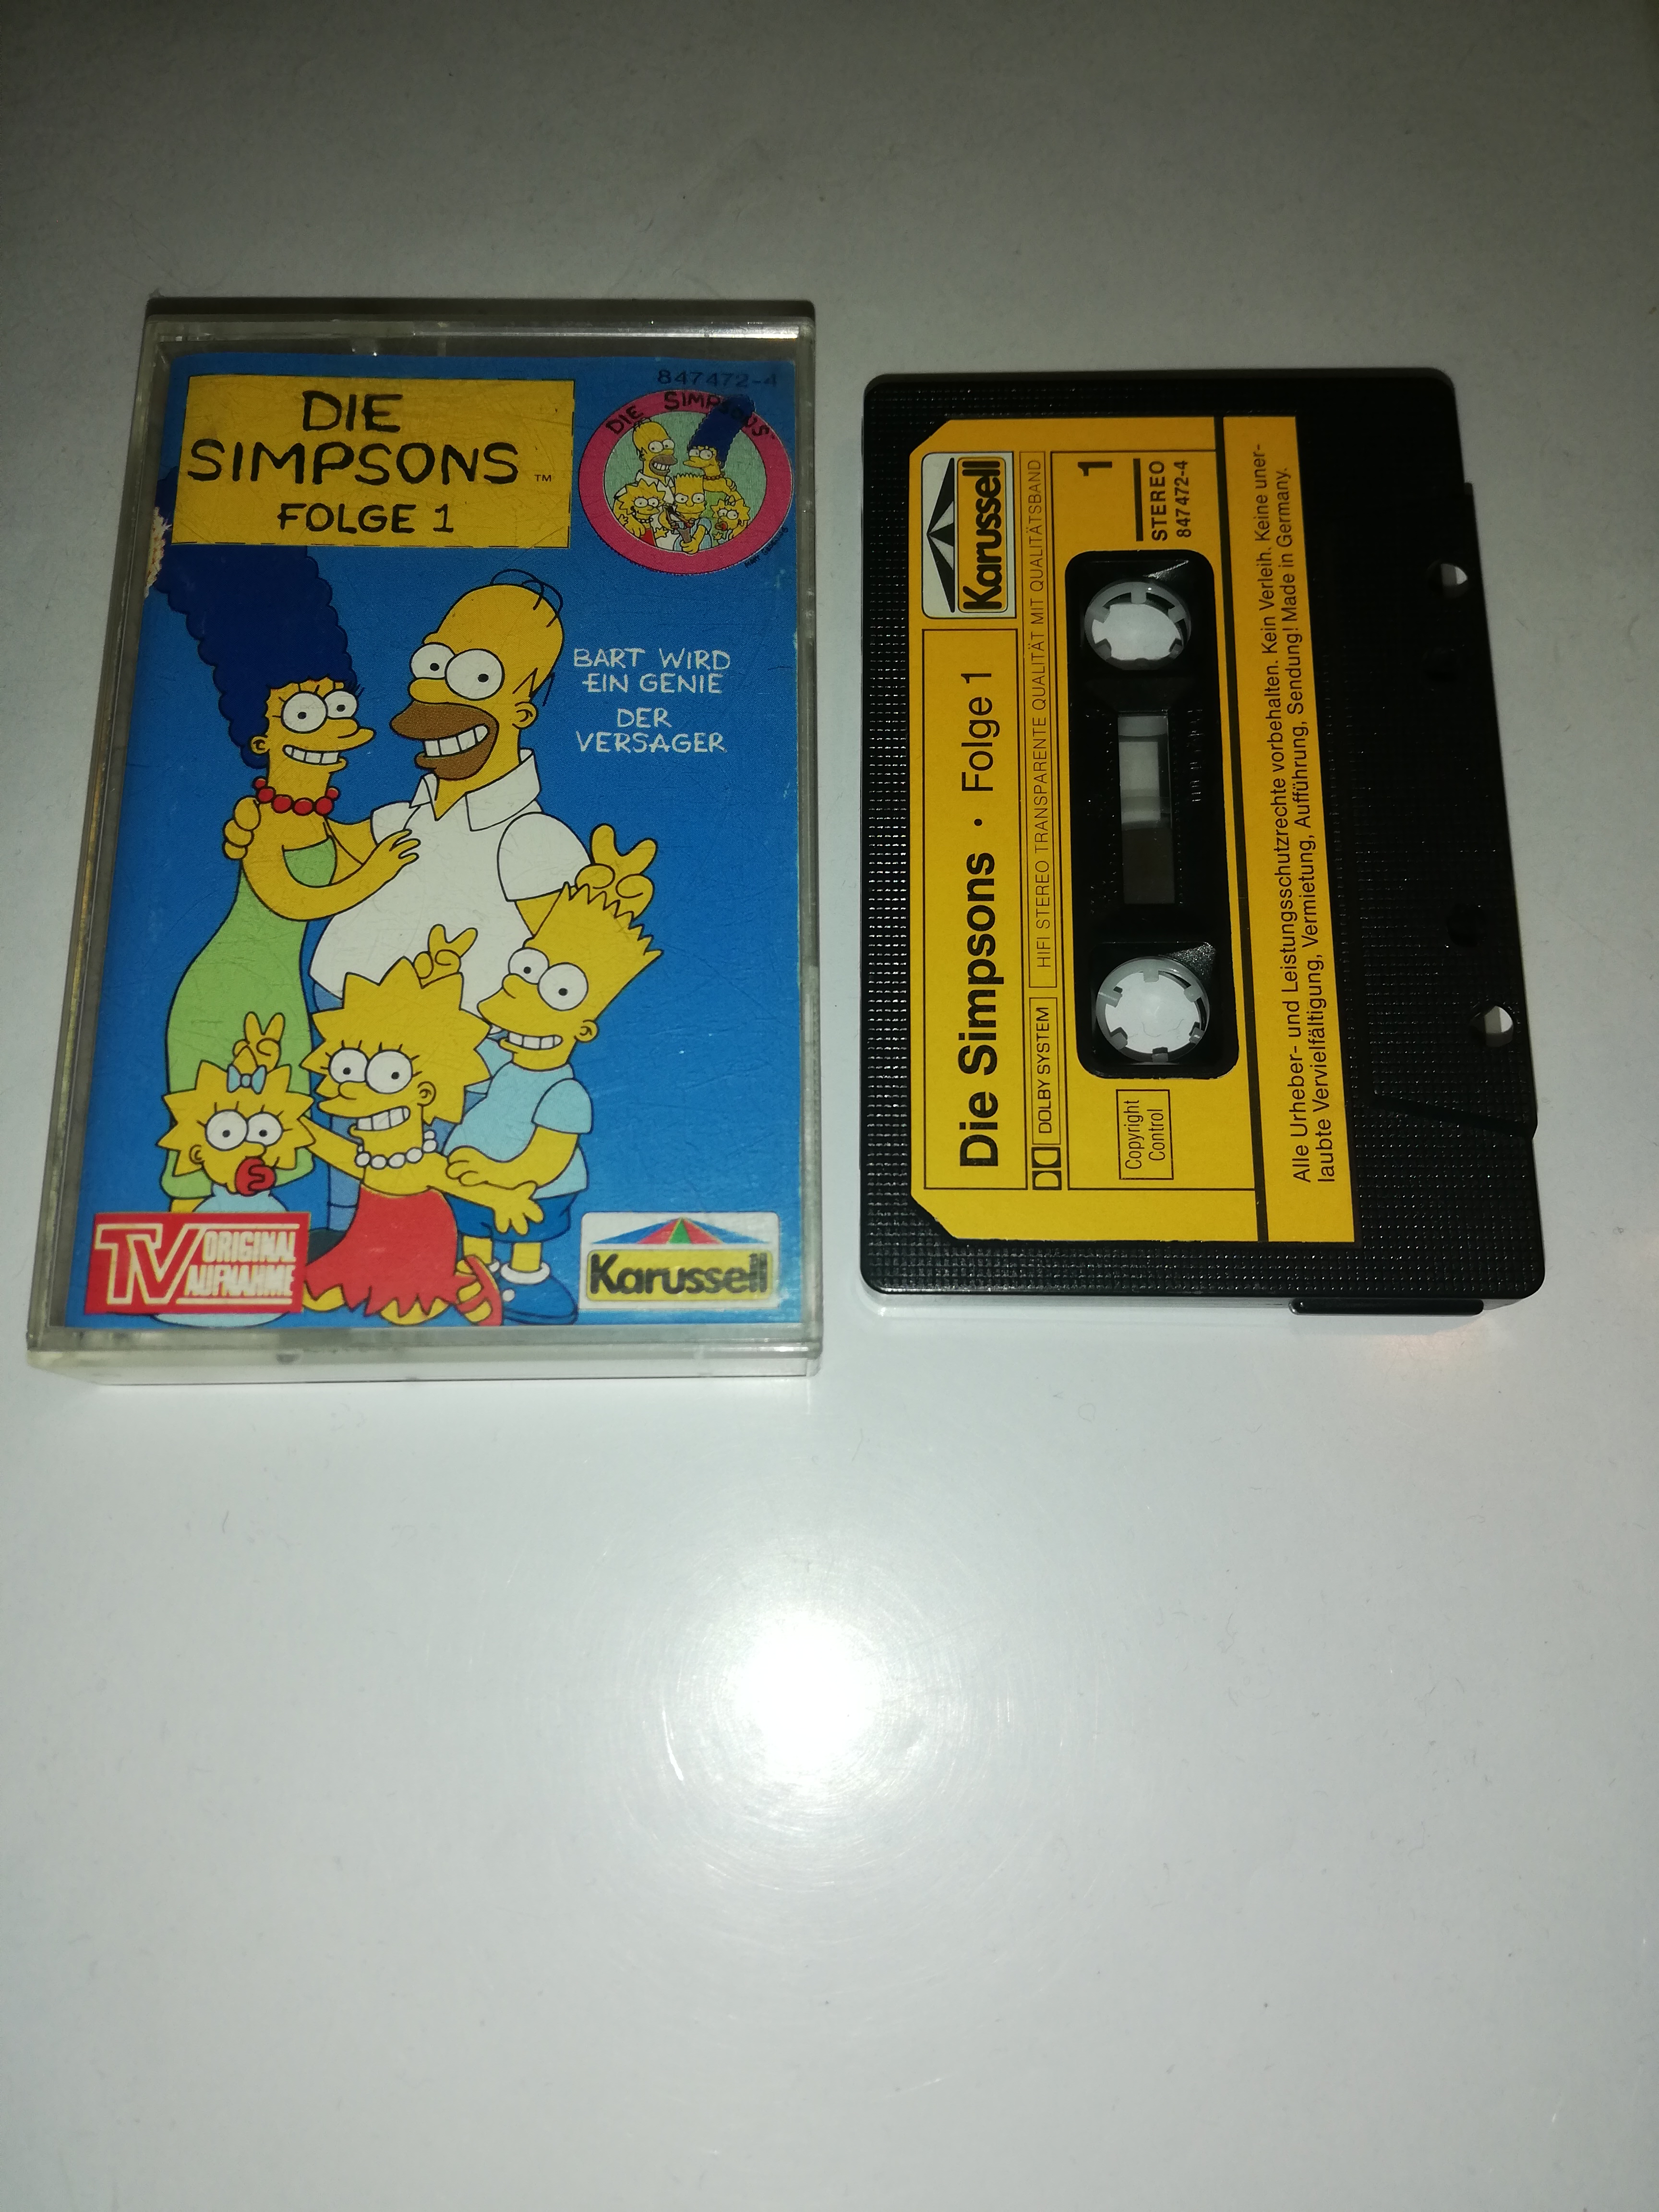 847472-4
DIE
SIMPSONS™
FOLGE 1
DIE SIMPSONS
BART WIRD
EIN GENIE
DER
VERSAGER
TV ORIGINAL
AUFNAHME
Karussell
Karussell
Die Simpsons · Folge 1
DOLBY SYSTEM
HIFI STEREO TRANSPARENTE QUALITÄT MIT QUALITÄTSBAND
1
STEREO
847 472-4
Copyright
Control
Alle Urheber- und Leistungsschutzrechte vorbehalten. Kein Verleih. Keine uner-
laubte Vervielfältigung, Vermietung, Aufführung, Sendung! Made in Germany.